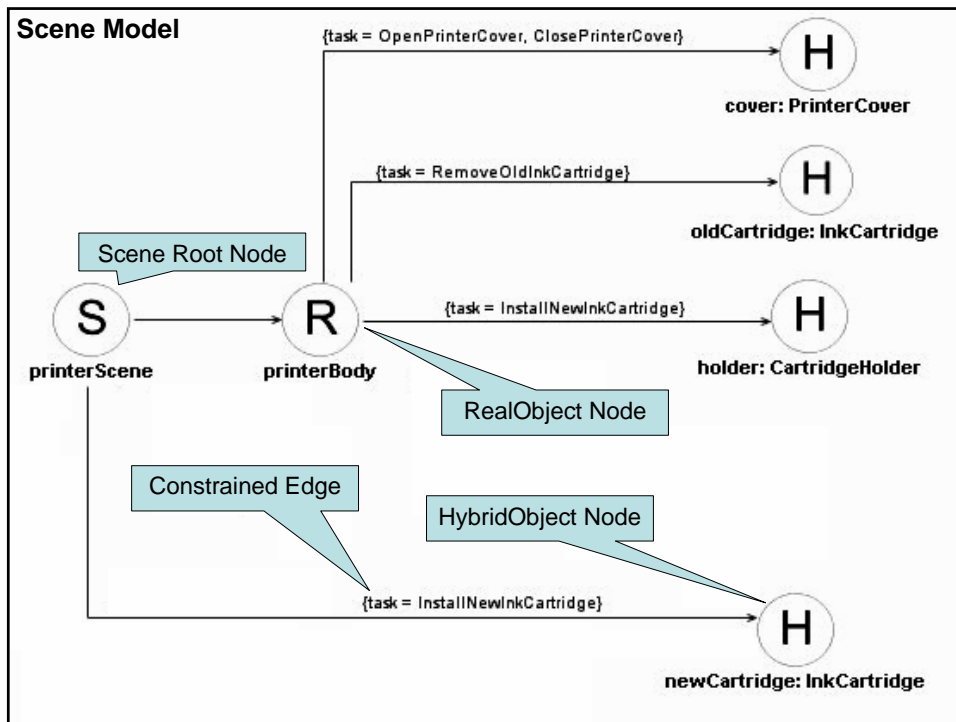 Scene Model
{task = OpenPrinterCover, ClosePrinterCover}
H
cover: PrinterCover
{task = RemoveOldInkCartridge}
H
oldCartridge: InkCartridge
Scene Root Node
S
printerScene
R
printerBody
{task = InstallNewInkCartridge}
H
holder: CartridgeHolder
RealObject Node
Constrained Edge
HybridObject Node
{task = InstallNewInkCartridge}
H
newCartridge: InkCartridge